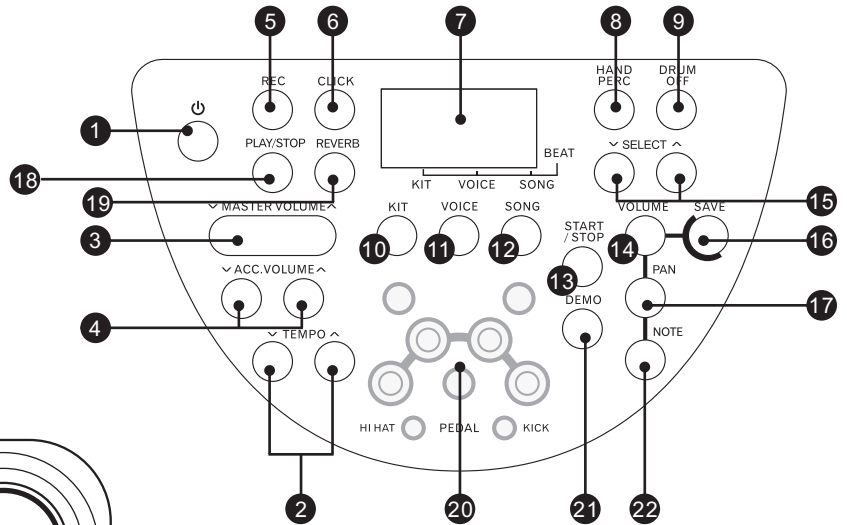 5 6 7 8 9
REC CLICK HAND PERC DRUM OFF
1
PLAY/STOP REVERB BEAT ∨ SELECT ∧
KIT VOICE SONG
18
19 15
∨ MASTER VOLUME ∧ KIT VOICE SONG START /STOP VOLUME SAVE
3 10 11 12 14 16
13
∨ ACC.VOLUME ∧ PAN
DEMO 17
4
∨ TEMPO ∧ NOTE
HI HAT PEDAL KICK
2 20 21 22